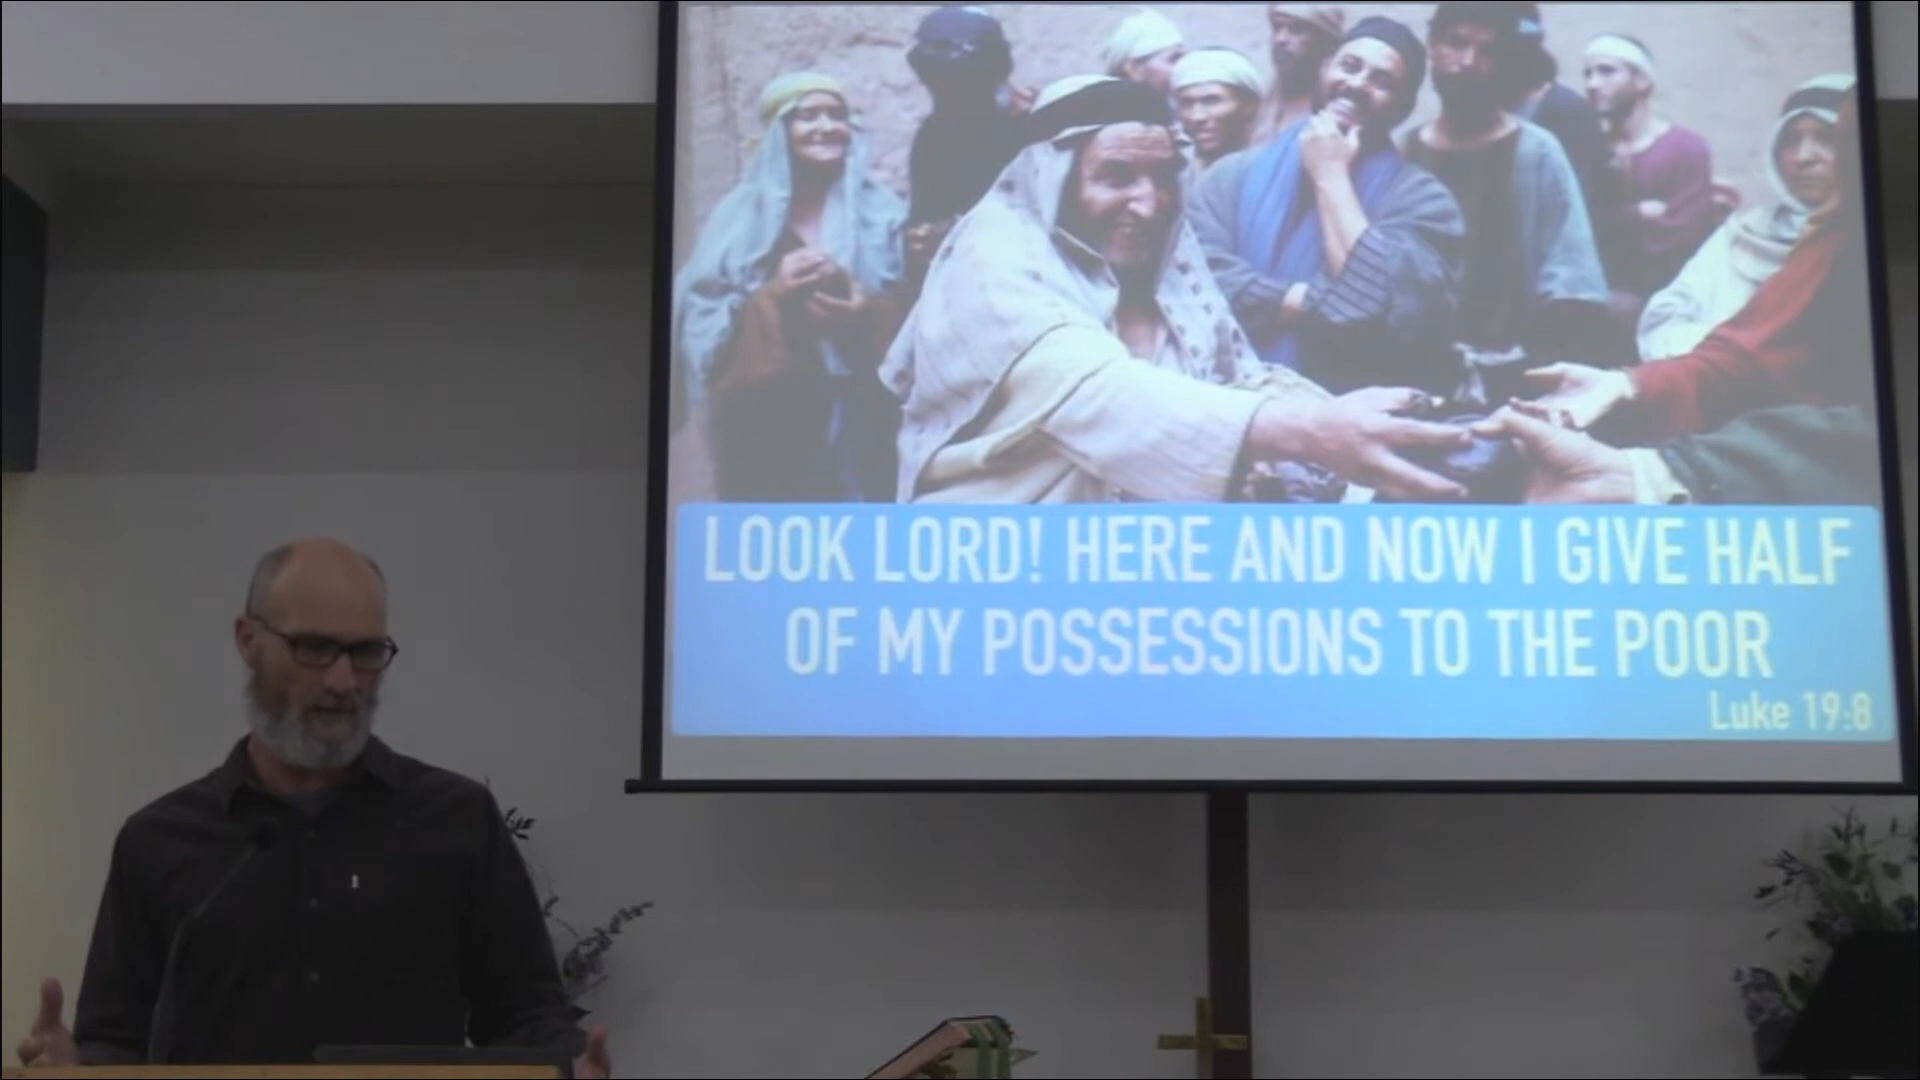 LOOK LORD! HERE AND NOW I GIVE HALF
OF MY POSSESSIONS TO THE POOR
Luke 19:8